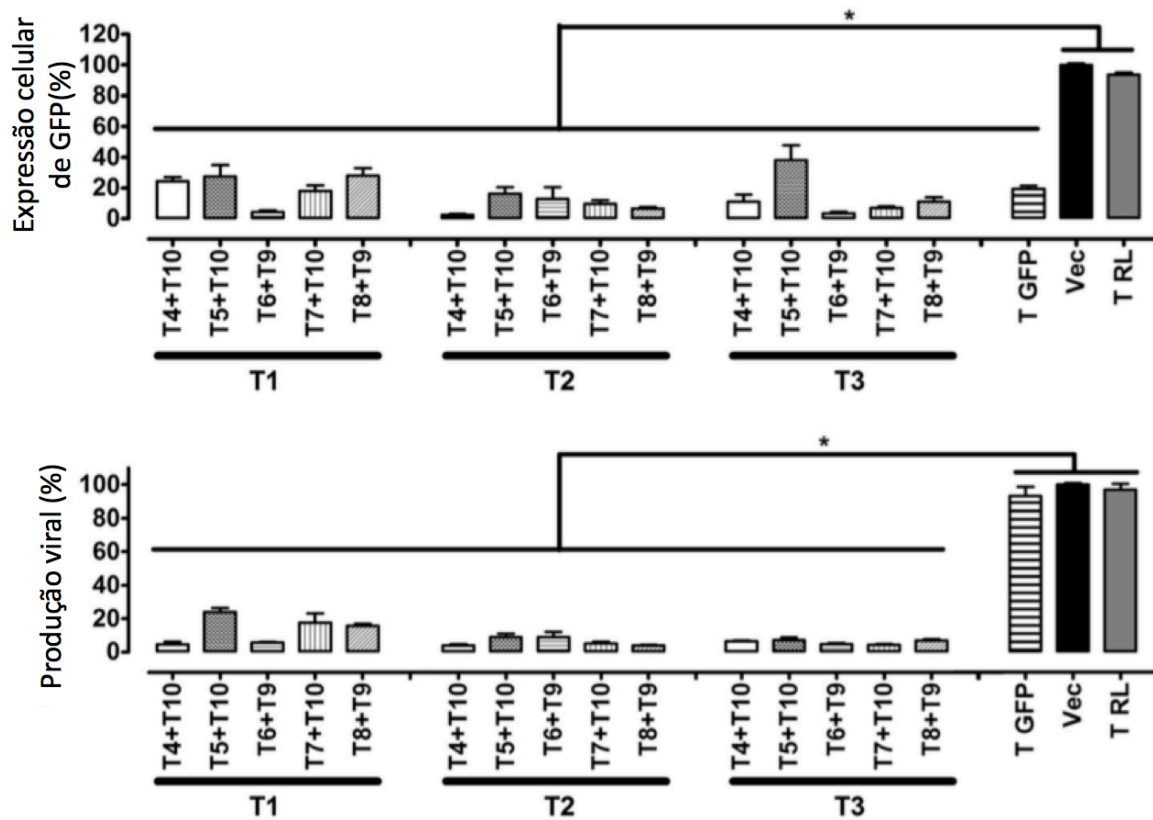 *
Expressão celular
de GFP(%)
120
100
80
60
40
20
0
T4+T10
T5+T10
T6+T9
T7+T10
T8+T9
T4+T10
T5+T10
T6+T9
T7+T10
T8+T9
T4+T10
T5+T10
T6+T9
T7+T10
T8+T9
T GFP
Vec
T RL
T1
T2
T3
*
Produção viral (%)
100
80
60
40
20
0
T4+T10
T5+T10
T6+T9
T7+T10
T8+T9
T4+T10
T5+T10
T6+T9
T7+T10
T8+T9
T4+T10
T5+T10
T6+T9
T7+T10
T8+T9
T GFP
Vec
T RL
T1
T2
T3